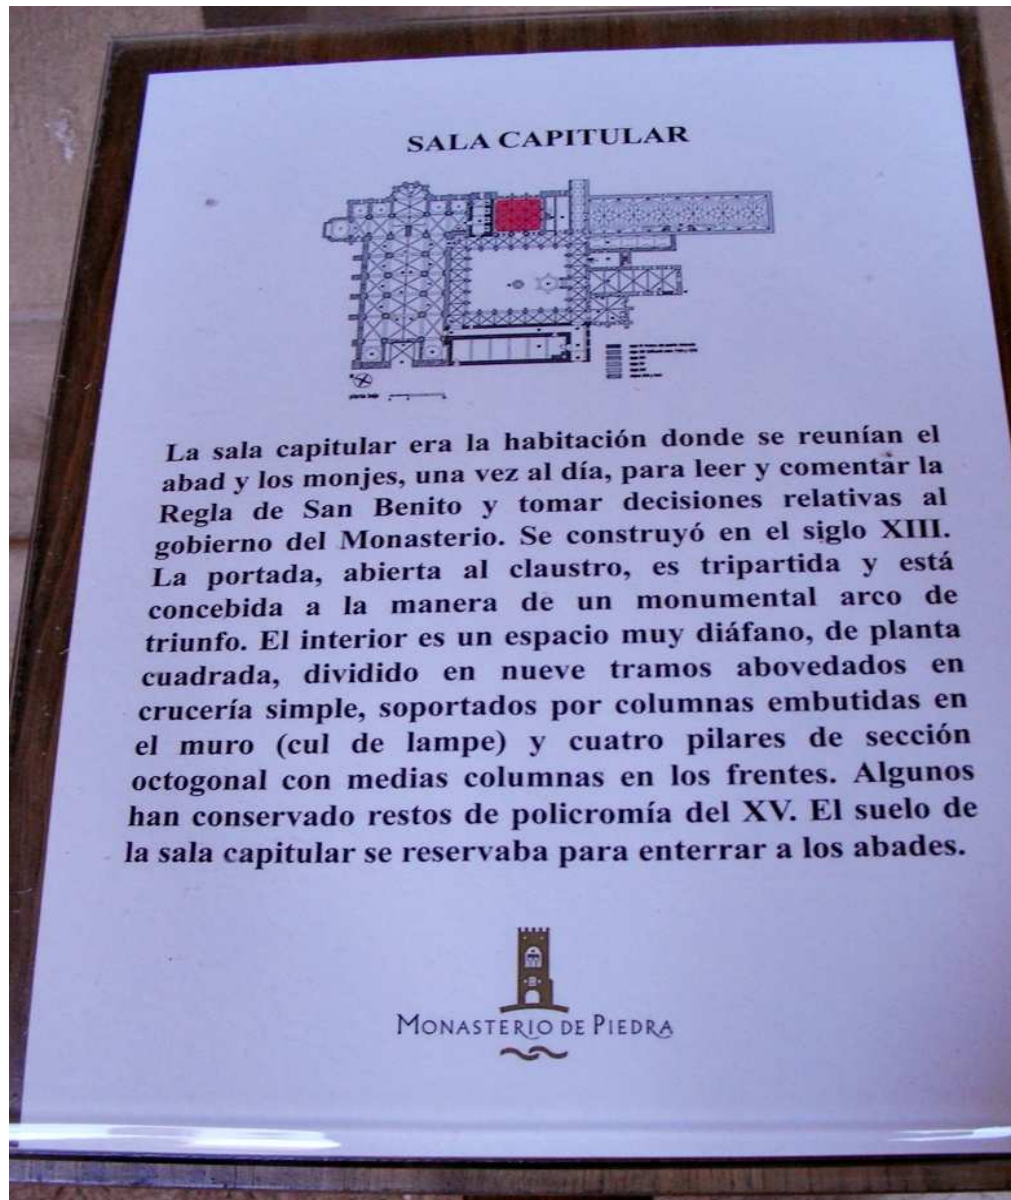 SALA CAPITULAR
planta baja
La sala capitular era la habitación donde se reunían el
abad y los monjes, una vez al día, para leer y comentar la
Regla de San Benito y tomar decisiones relativas al
gobierno del Monasterio. Se construyó en el siglo XIII.
La portada, abierta al claustro, es tripartida y está
concebida a la manera de un monumental arco de
triunfo. El interior es un espacio muy diáfano, de planta
cuadrada, dividido en nueve tramos abovedados en
crucería simple, soportados por columnas embutidas en
el muro (cul de lampe) y cuatro pilares de sección
octogonal con medias columnas en los frentes. Algunos
han conservado restos de policromía del XV. El suelo de
la sala capitular se reservaba para enterrar a los abades.
MONASTERIO DE PIEDRA